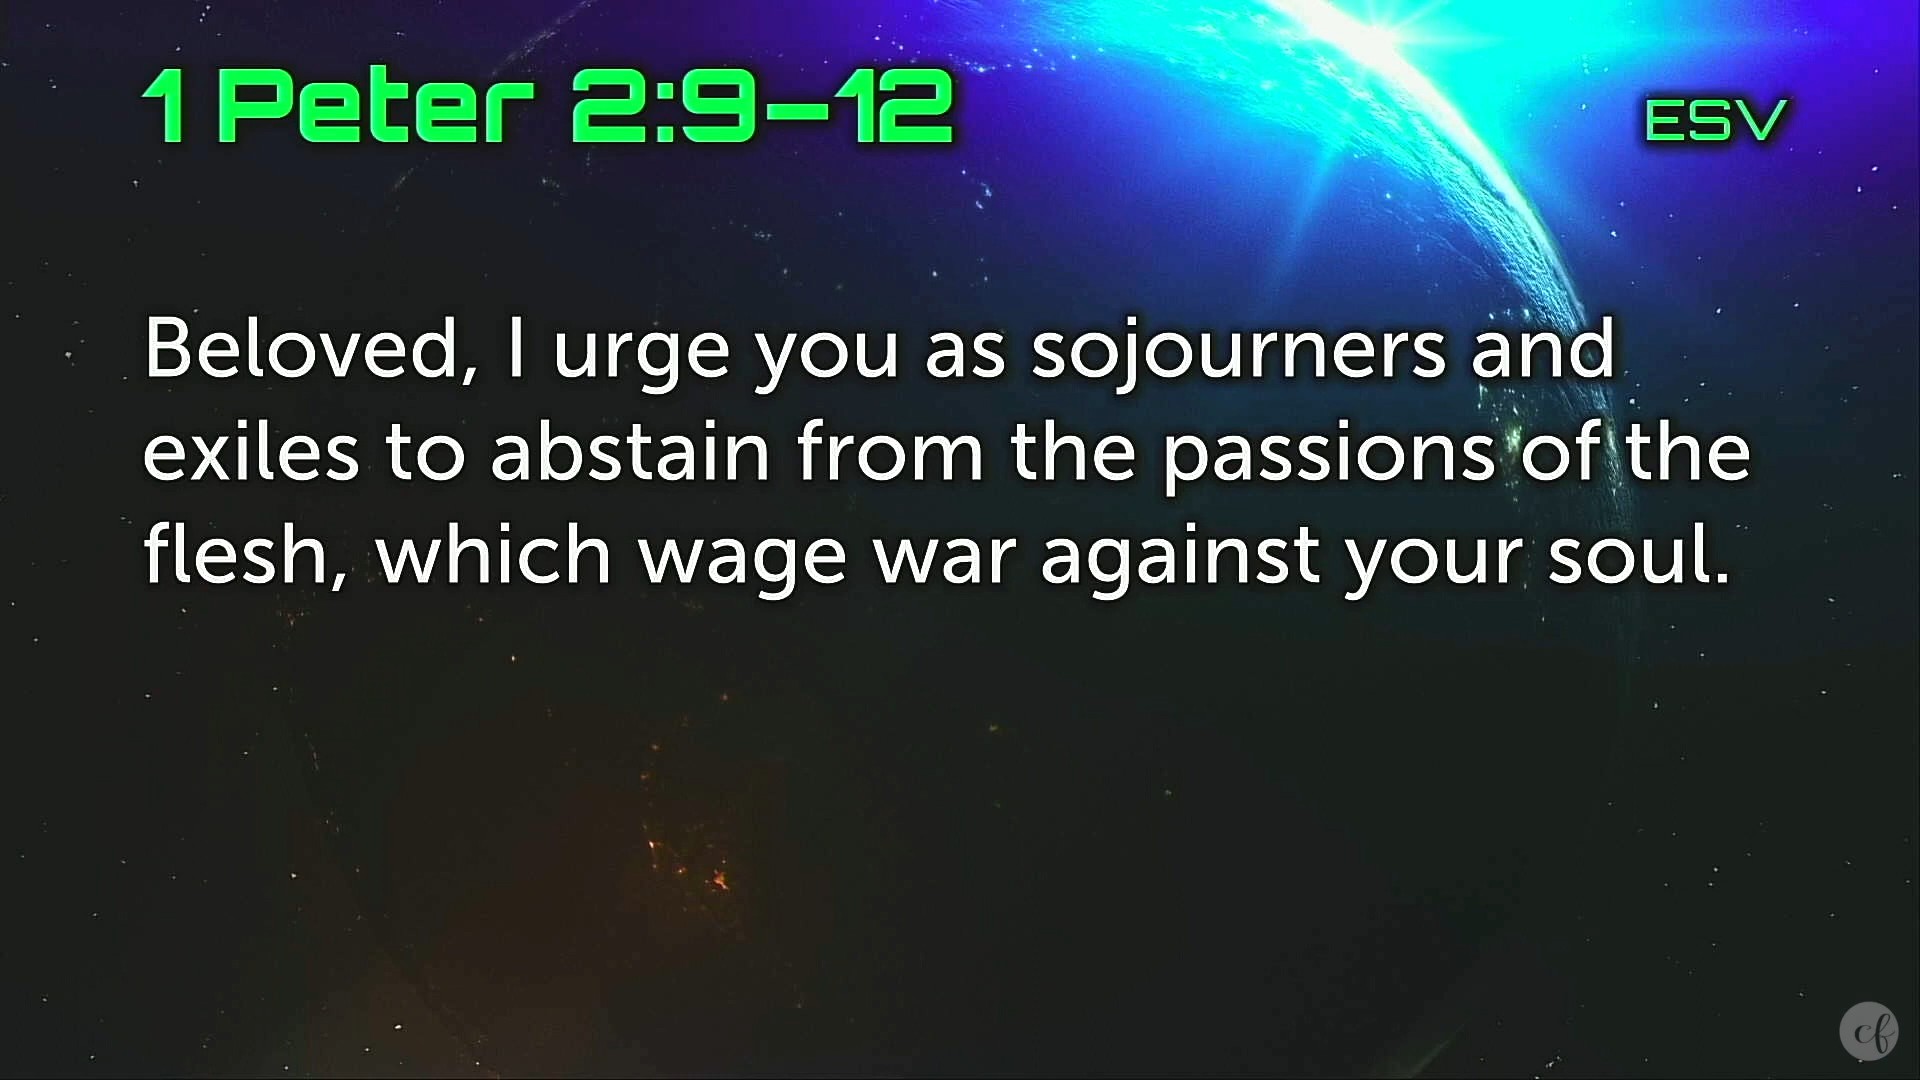 1 Peter 2:9–12
ESV
Beloved, I urge you as sojourners and
exiles to abstain from the passions of the
flesh, which wage war against your soul.
cf